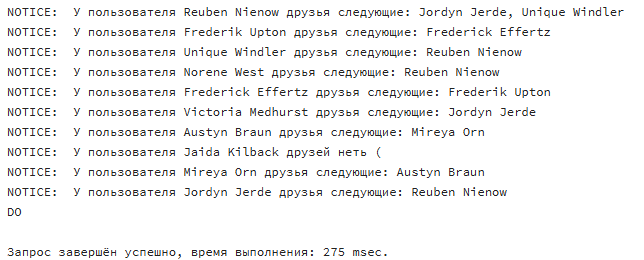 NOTICE:  У пользователя Reuben Nienow друзья следующие: Jordyn Jerde, Unique Windler
NOTICE:  У пользователя Frederik Upton друзья следующие: Frederick Effertz
NOTICE:  У пользователя Unique Windler друзья следующие: Reuben Nienow
NOTICE:  У пользователя Norene West друзья следующие: Reuben Nienow
NOTICE:  У пользователя Frederick Effertz друзья следующие: Frederik Upton
NOTICE:  У пользователя Victoria Medhurst друзья следующие: Jordyn Jerde
NOTICE:  У пользователя Austyn Braun друзья следующие: Mireya Orn
NOTICE:  У пользователя Jaida Kilback друзей неть (
NOTICE:  У пользователя Mireya Orn друзья следующие: Austyn Braun
NOTICE:  У пользователя Jordyn Jerde друзья следующие: Reuben Nienow
DO
Запрос завершён успешно, время выполнения: 275 msec.